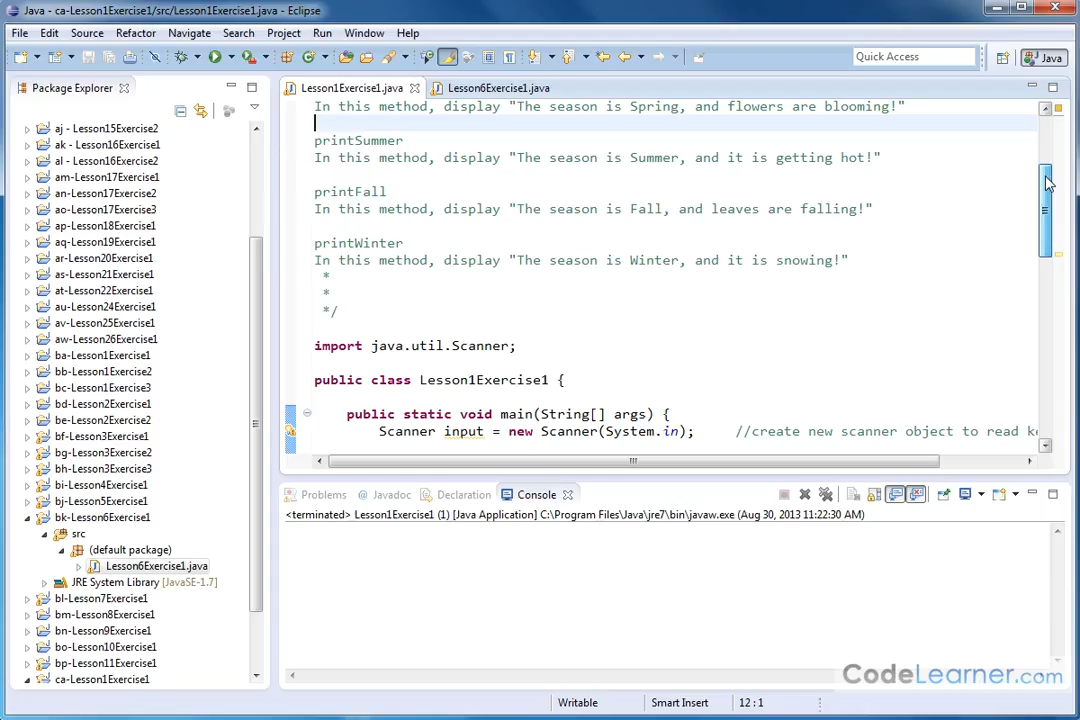 Java - ca-Lesson1Exercise1/src/Lesson1Exercise1.java - Eclipse
File Edit Source Refactor Navigate Search Project Run Window Help
Quick Access
Java
Package Explorer
Lesson1Exercise1.java
Lesson6Exercise1.java
aj - Lesson15Exercise2
ak - Lesson16Exercise1
al - Lesson16Exercise2
am-Lesson17Exercise1
an-Lesson17Exercise2
ao-Lesson17Exercise3
ap-Lesson18Exercise1
aq-Lesson19Exercise1
ar-Lesson20Exercise1
as-Lesson21Exercise1
at-Lesson22Exercise1
au-Lesson24Exercise1
av-Lesson25Exercise1
aw-Lesson26Exercise1
ba-Lesson1Exercise1
bb-Lesson1Exercise2
bc-Lesson1Exercise3
bd-Lesson2Exercise1
be-Lesson2Exercise2
bf-Lesson3Exercise1
bg-Lesson3Exercise2
bh-Lesson3Exercise3
bi-Lesson4Exercise1
bj-Lesson5Exercise1
bk-Lesson6Exercise1
src
(default package)
Lesson6Exercise1.java
JRE System Library [JavaSE-1.7]
bl-Lesson7Exercise1
bm-Lesson8Exercise1
bn-Lesson9Exercise1
bo-Lesson10Exercise1
bp-Lesson11Exercise1
ca-Lesson1Exercise1
In this method, display "The season is Spring, and flowers are blooming!"
printSummer
In this method, display "The season is Summer, and it is getting hot!"
printFall
In this method, display "The season is Fall, and leaves are falling!"
printWinter
In this method, display "The season is Winter, and it is snowing!"
*
*
*/
import java.util.Scanner;
public class Lesson1Exercise1 {
public static void main(String[] args) {
Scanner input = new Scanner(System.in); //create new scanner object to read ke
Problems @ Javadoc Declaration Console
<terminated> Lesson1Exercise1 (1) [Java Application] C:\Program Files\Java\jre7\bin\javaw.exe (Aug 30, 2013 11:22:30 AM)
CodeLearner.com
Writable Smart Insert 12 : 1